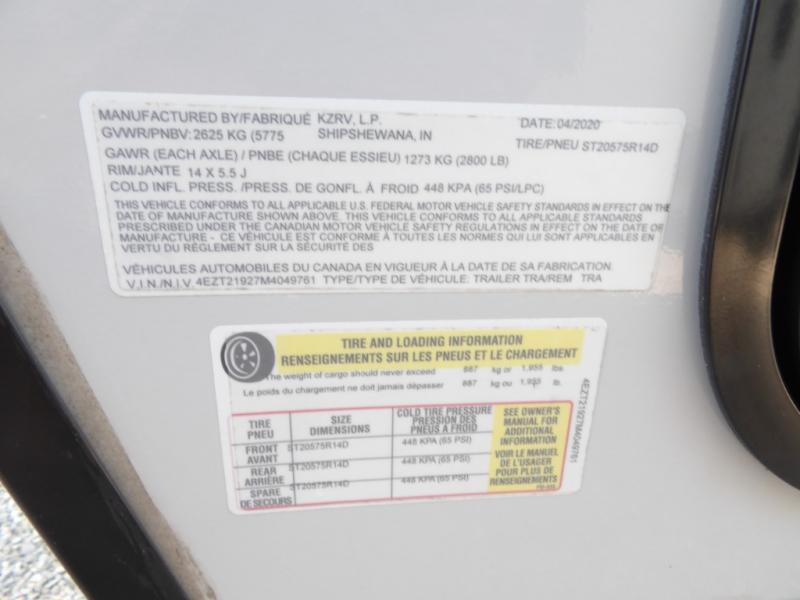 MANUFACTURED BY/FABRIQUÉ KZRV, L.P. DATE: 04/2020
GVWR/PNBV: 2625 KG (5775 SHIPSHEWANA, IN TIRE/PNEU ST20575R14D
GAWR (EACH AXLE) / PNBE (CHAQUE ESSIEU) 1273 KG (2800 LB)
RIM/JANTE 14 X 5.5 J
COLD INFL. PRESS. /PRESS. DE GONFL. À FROID 448 KPA (65 PSI/LPC)
THIS VEHICLE CONFORMS TO ALL APPLICABLE U.S. FEDERAL MOTOR VEHICLE SAFETY STANDARDS IN EFFECT ON THE
DATE OF MANUFACTURE SHOWN ABOVE. THIS VEHICLE CONFORMS TO ALL APPLICABLE STANDARDS
PRESCRIBED UNDER THE CANADIAN MOTOR VEHICLE SAFETY REGULATIONS IN EFFECT ON THE DATE OF
MANUFACTURE - CE VÉHICULE EST CONFORME À TOUTES LES NORMES QUI LUI SONT APPLICABLES EN
VERTU DU RÉGLEMENT SUR LA SÉCURITÉ DES
VÉHICULES AUTOMOBILES DU CANADA EN VIGUEUR À LA DATE DE SA FABRICATION.
V.I.N./N.I.V. 4EZT21927M4049761 TYPE/TYPE DE VÉHICULE: TRAILER TRA/REM TRA
TIRE AND LOADING INFORMATION
RENSEIGNEMENTS SUR LES PNEUS ET LE CHARGEMENT
The weight of cargo should never exceed 887 kg or 1,955 lbs.
Le poids du chargement ne doit jamais dépasser 887 kg ou 1,955 lb.
TIRE
PNEU
SIZE
DIMENSIONS
COLD TIRE PRESSURE
PRESSION DES
PNEUS A FROID
FRONT
AVANT
ST20575R14D 448 KPA (65 PSI)
REAR
ARRIÈRE
ST20575R14D 448 KPA (65 PSI)
SPARE
DE SECOURS
ST20575R14D 448 KPA (65 PSI)
SEE OWNER'S
MANUAL FOR
ADDITIONAL
INFORMATION
VOIR LE MANUEL
DE L'USAGER
POUR PLUS DE
RENSEIGNEMENTS
4EZT21927M4049761